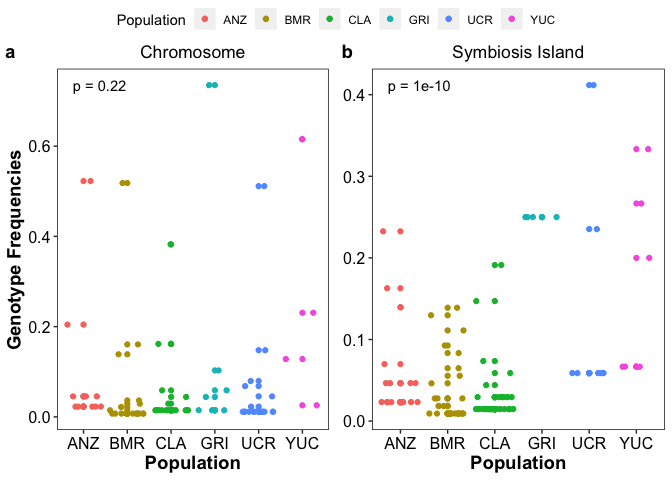 Population ANZ BMR CLA GRI UCR YUC
a Chromosome
p = 0.22
0.6
0.4
0.2
0.0
Genotype Frequencies
ANZ BMR CLA GRI UCR YUC
Population
b Symbiosis Island
p = 1e-10
0.4
0.3
0.2
0.1
0.0
ANZ BMR CLA GRI UCR YUC
Population